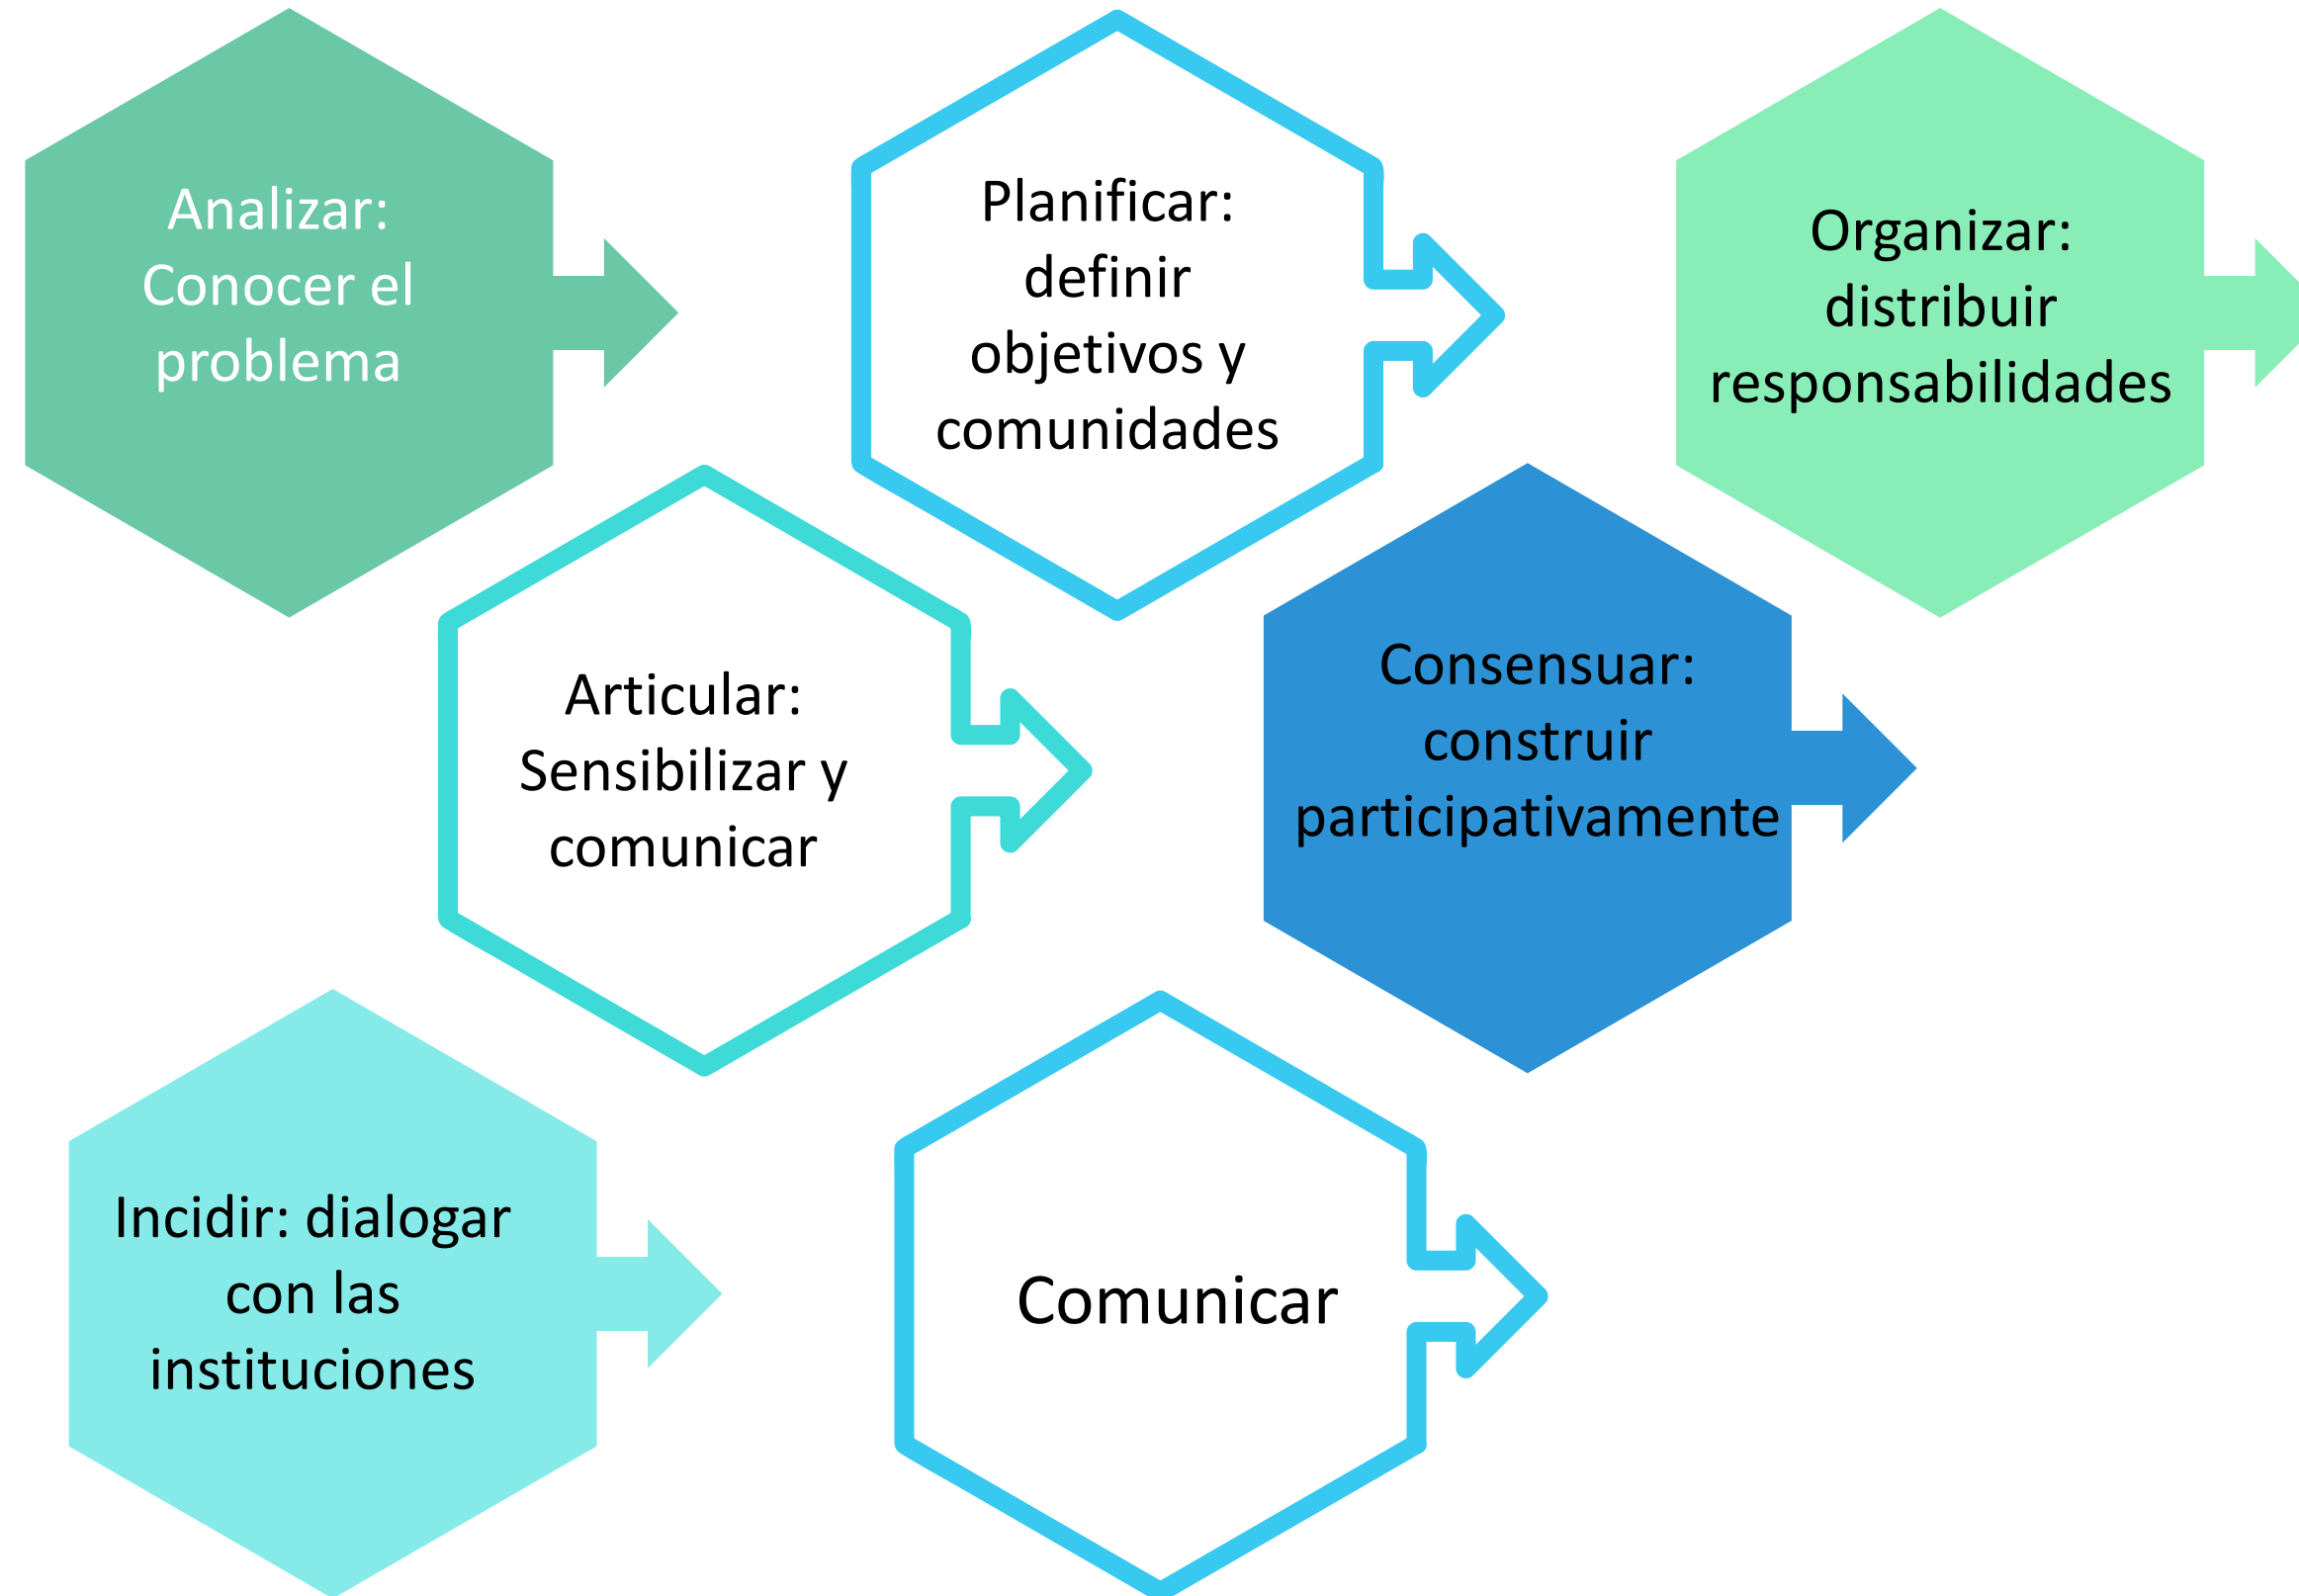 Analizar:
Conocer el
problema
Planificar:
definir
objetivos y
comunidades
Organizar:
distribuir
responsabilidades
Articular:
Sensibilizar y
comunicar
Consensuar:
construir
participativamente
Incidir: dialogar
con las
instituciones
Comunicar